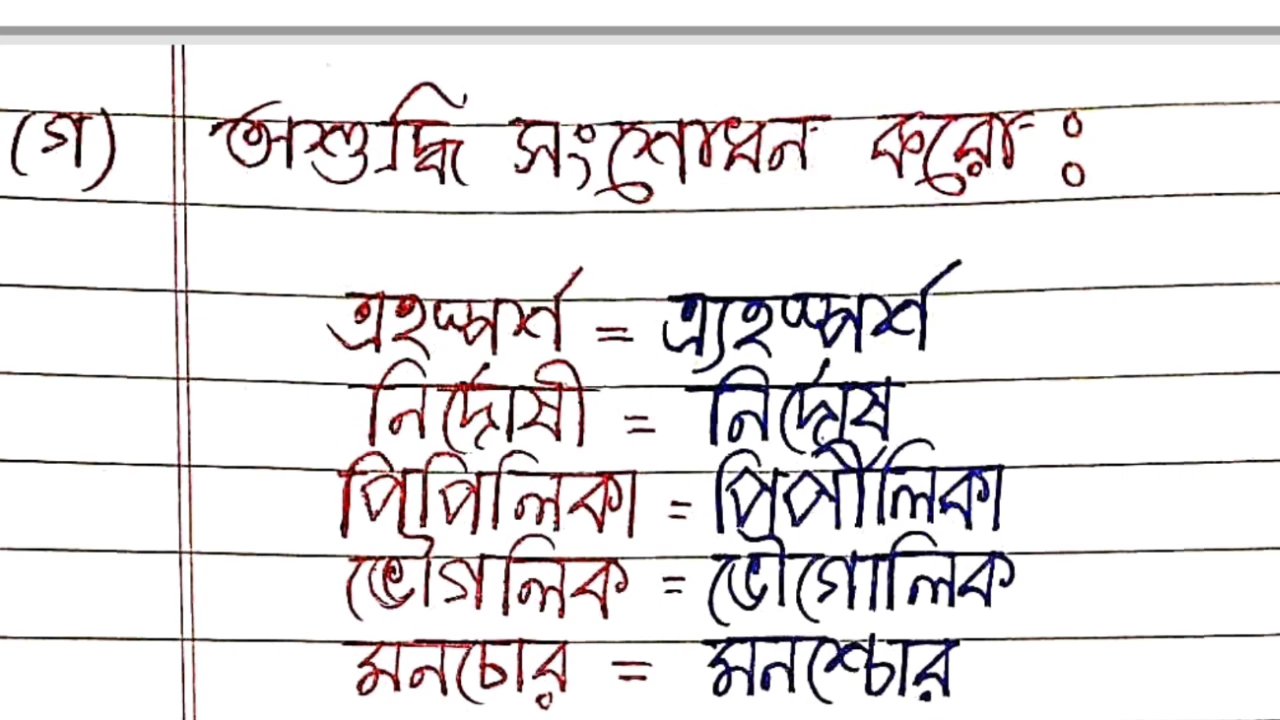 (গ) অশুদ্ধি সংশোধন করো :
ত্রহস্পর্শ = ত্র্যহস্পর্শ
নির্দোষী = নির্দোষ
পিপিলিকা = পিপীলিকা
ভৌগলিক = ভৌগোলিক
মনচোর = মনশ্চোর